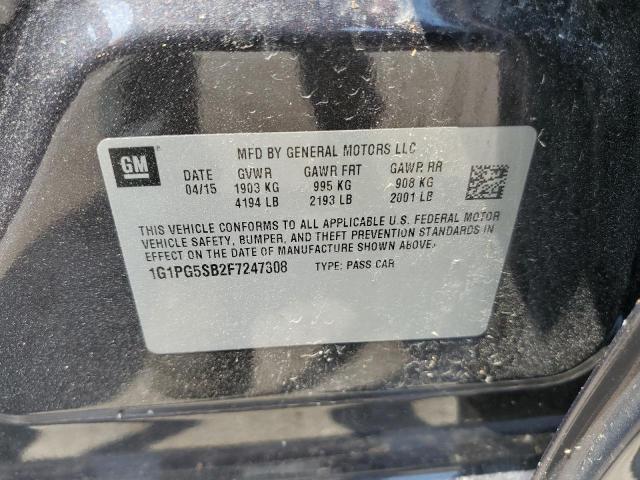 GM
MFD BY GENERAL MOTORS LLC
DATE GVWR GAWR FRT GAWR RR
04/15 1903 KG 995 KG 908 KG
4194 LB 2193 LB 2001 LB
THIS VEHICLE CONFORMS TO ALL APPLICABLE U.S. FEDERAL MOTOR
VEHICLE SAFETY, BUMPER, AND THEFT PREVENTION STANDARDS IN
EFFECT ON THE DATE OF MANUFACTURE SHOWN ABOVE.
1G1PG5SB2F7247308 TYPE: PASS CAR